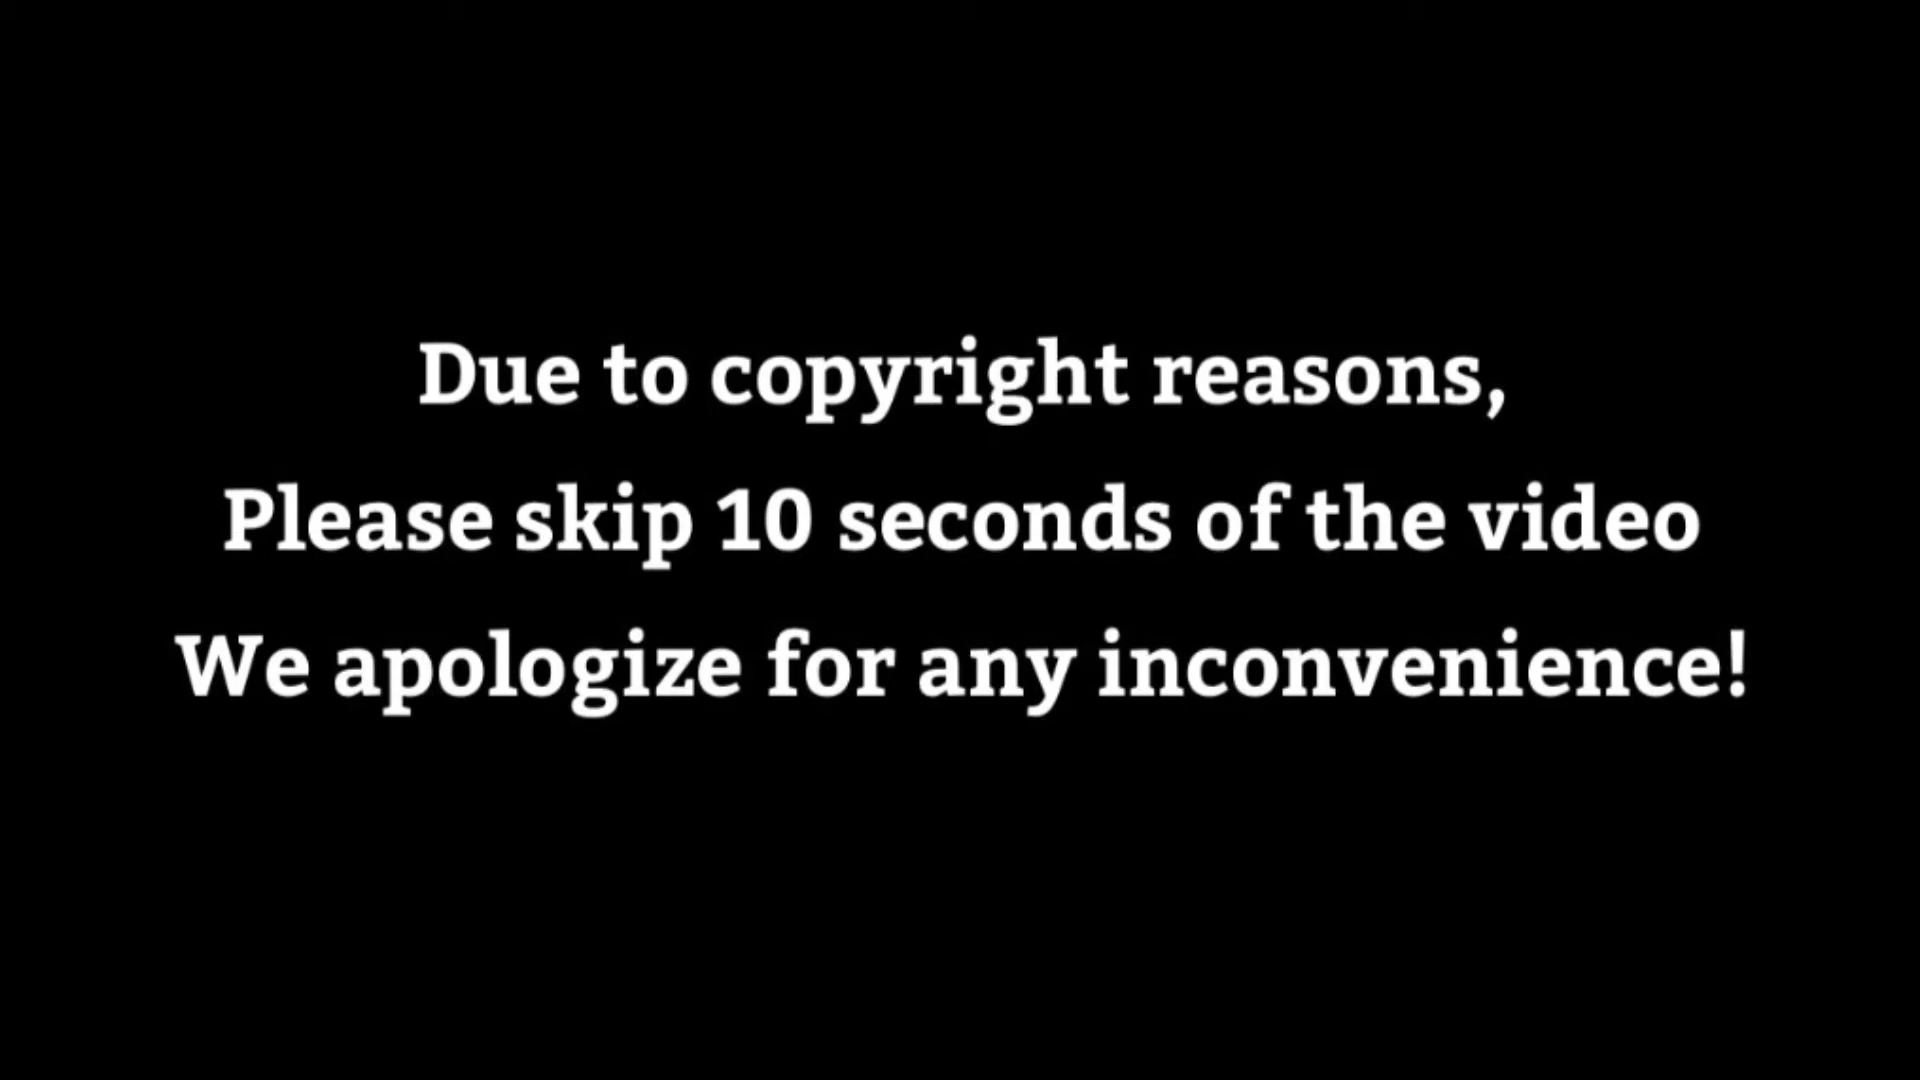 Due to copyright reasons,
Please skip 10 seconds of the video
We apologize for any inconvenience!